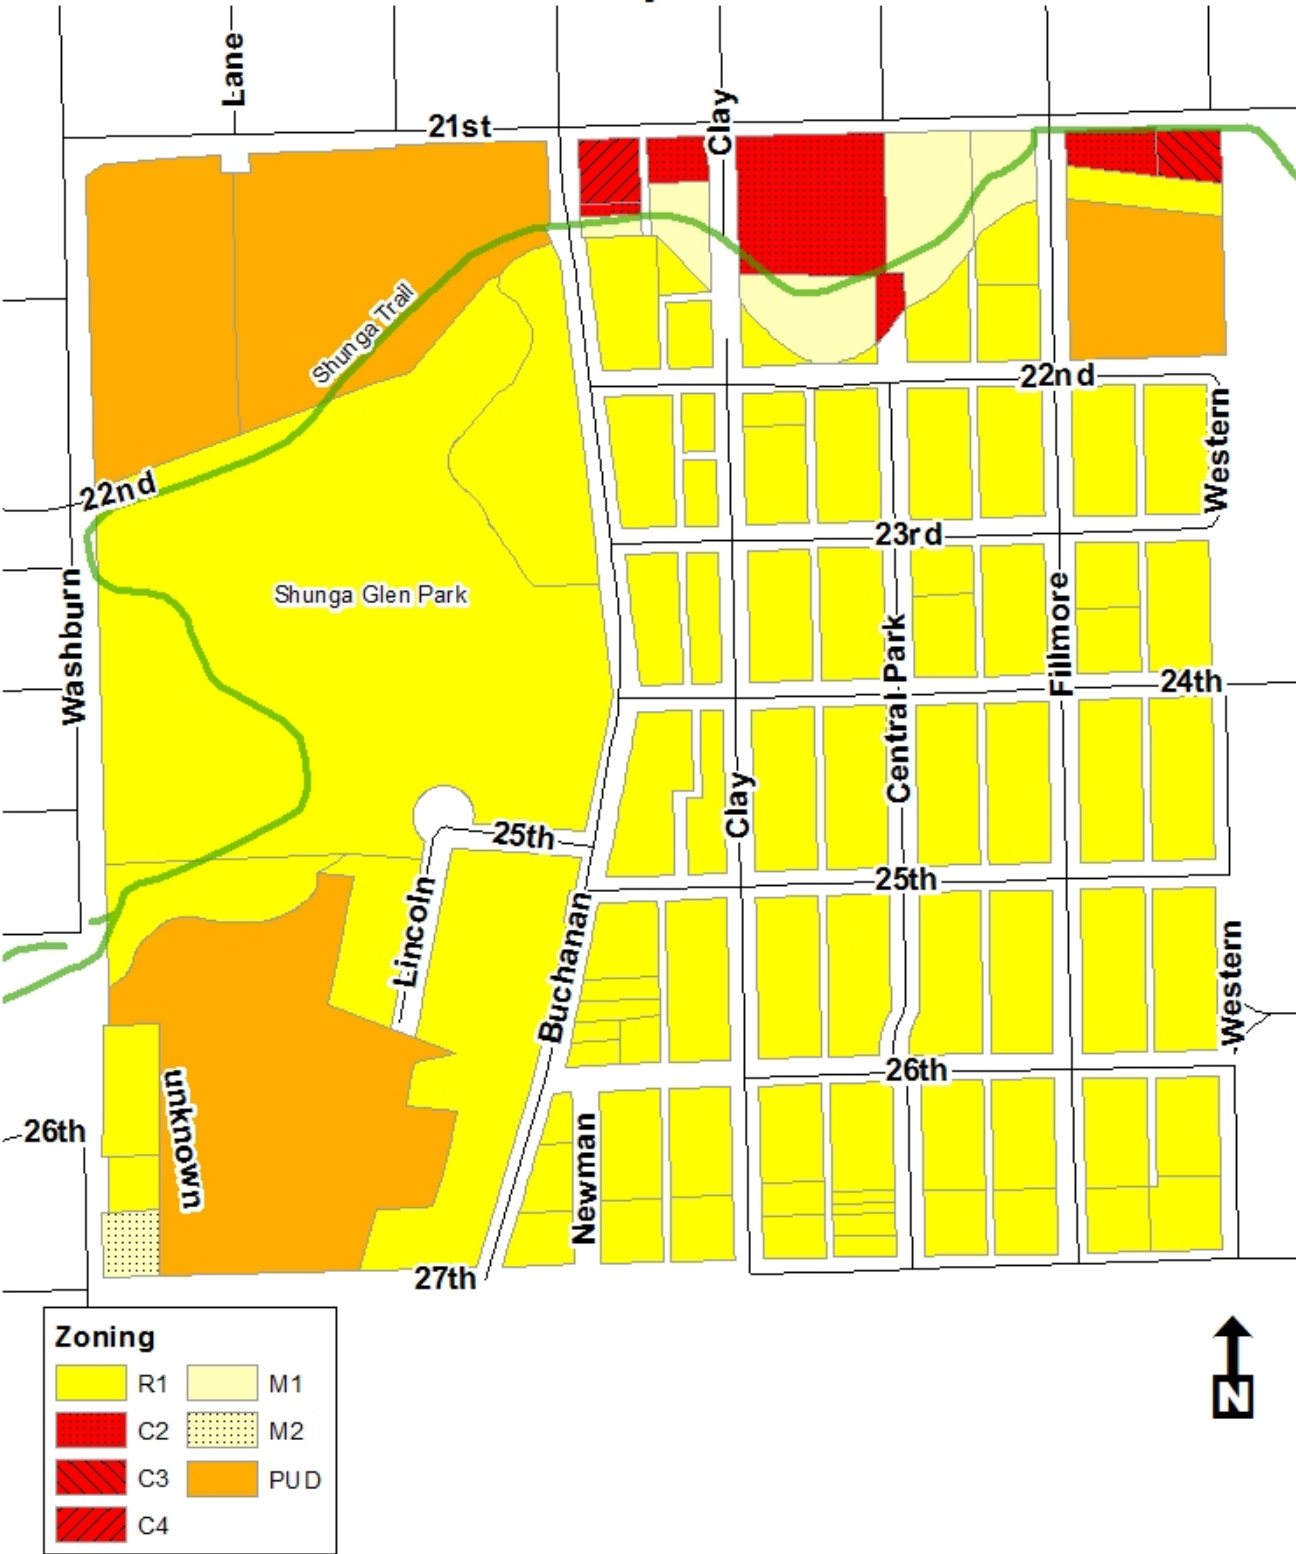 Lane
Clay
21st
Shunga Trail
22nd
22nd
Western
23rd
Shunga Glen Park
Washburn
Central Park
Fillmore
24th
Clay
25th
25th
Lincoln
Buchanan
Western
26th
unknown
26th
Newman
27th
Zoning
R1 M1
C2 M2
C3 PUD
C4
N